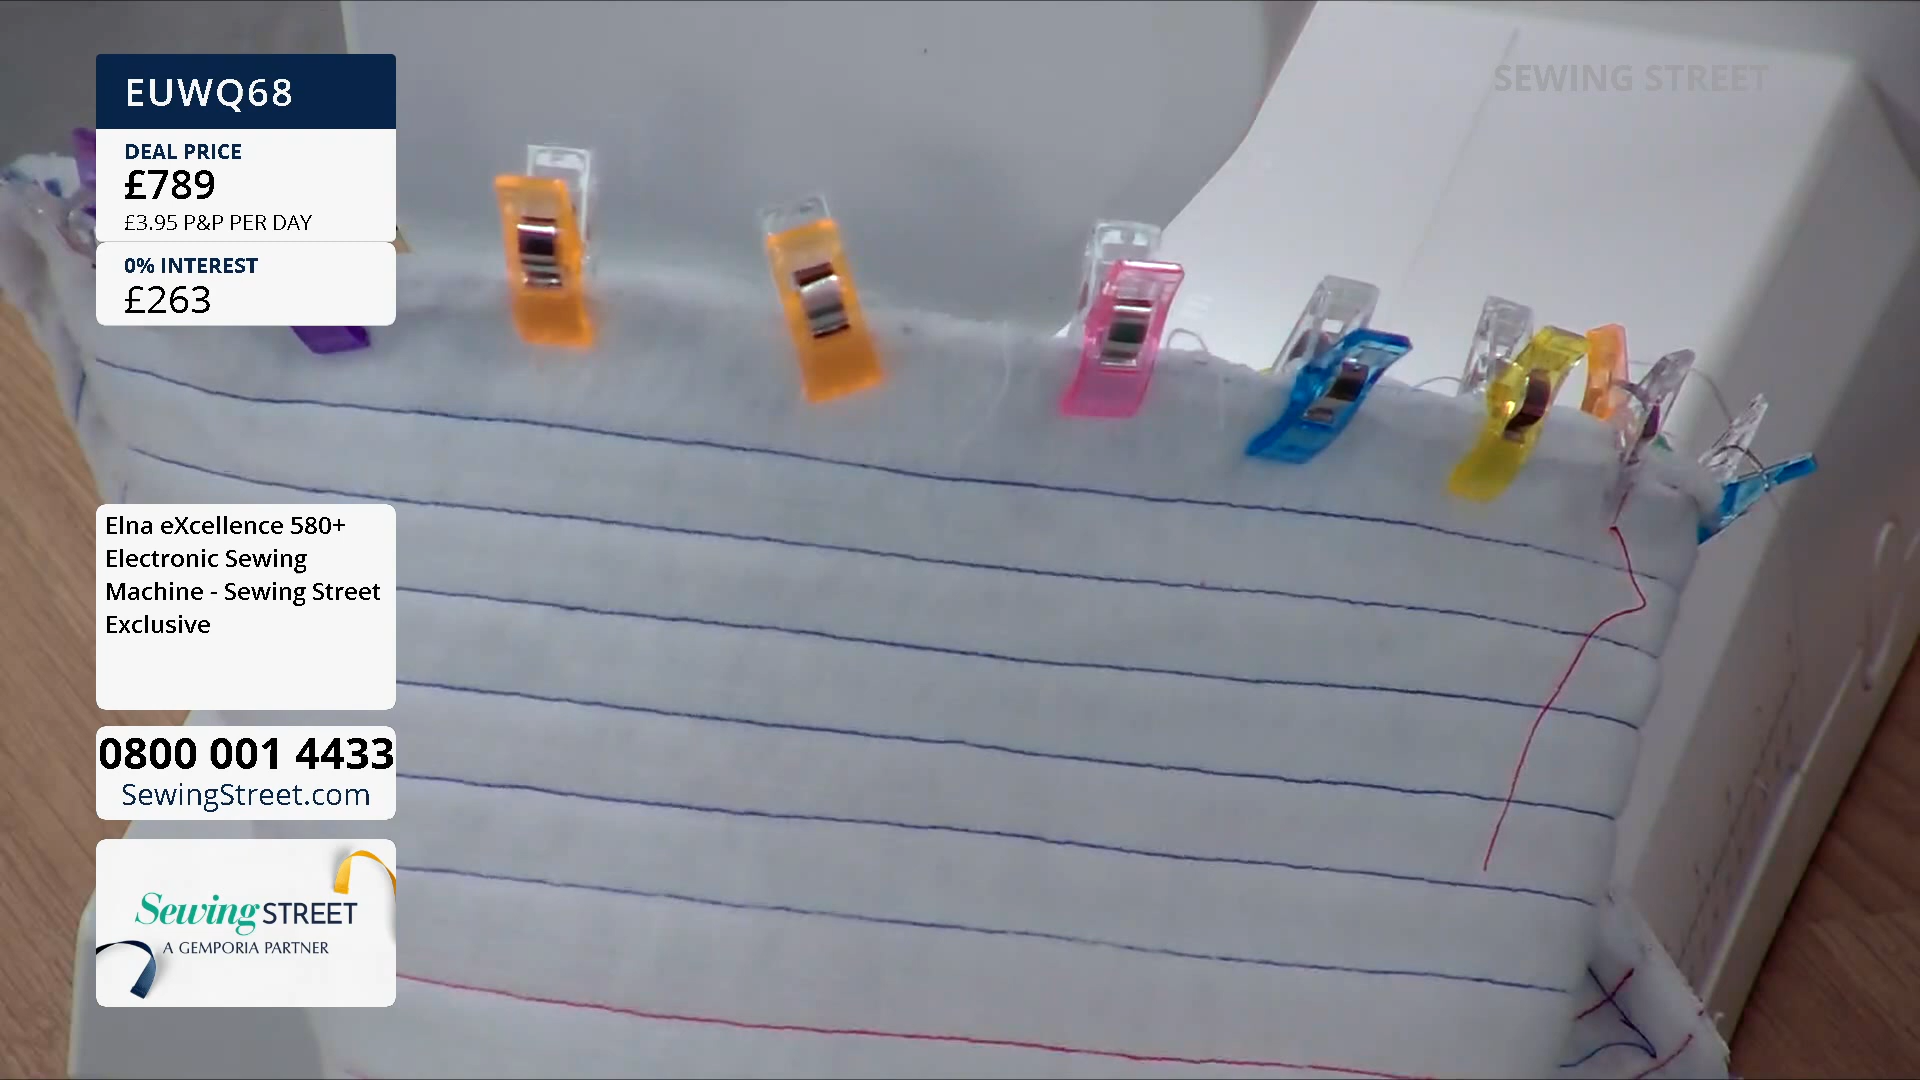 EUWQ68
DEAL PRICE
£789
£3.95 P&P PER DAY
0% INTEREST
£263
Elna eXcellence 580+
Electronic Sewing
Machine - Sewing Street
Exclusive
0800 001 4433
SewingStreet.com
Sewing STREET
A GEMPORIA PARTNER
SEWING STREET